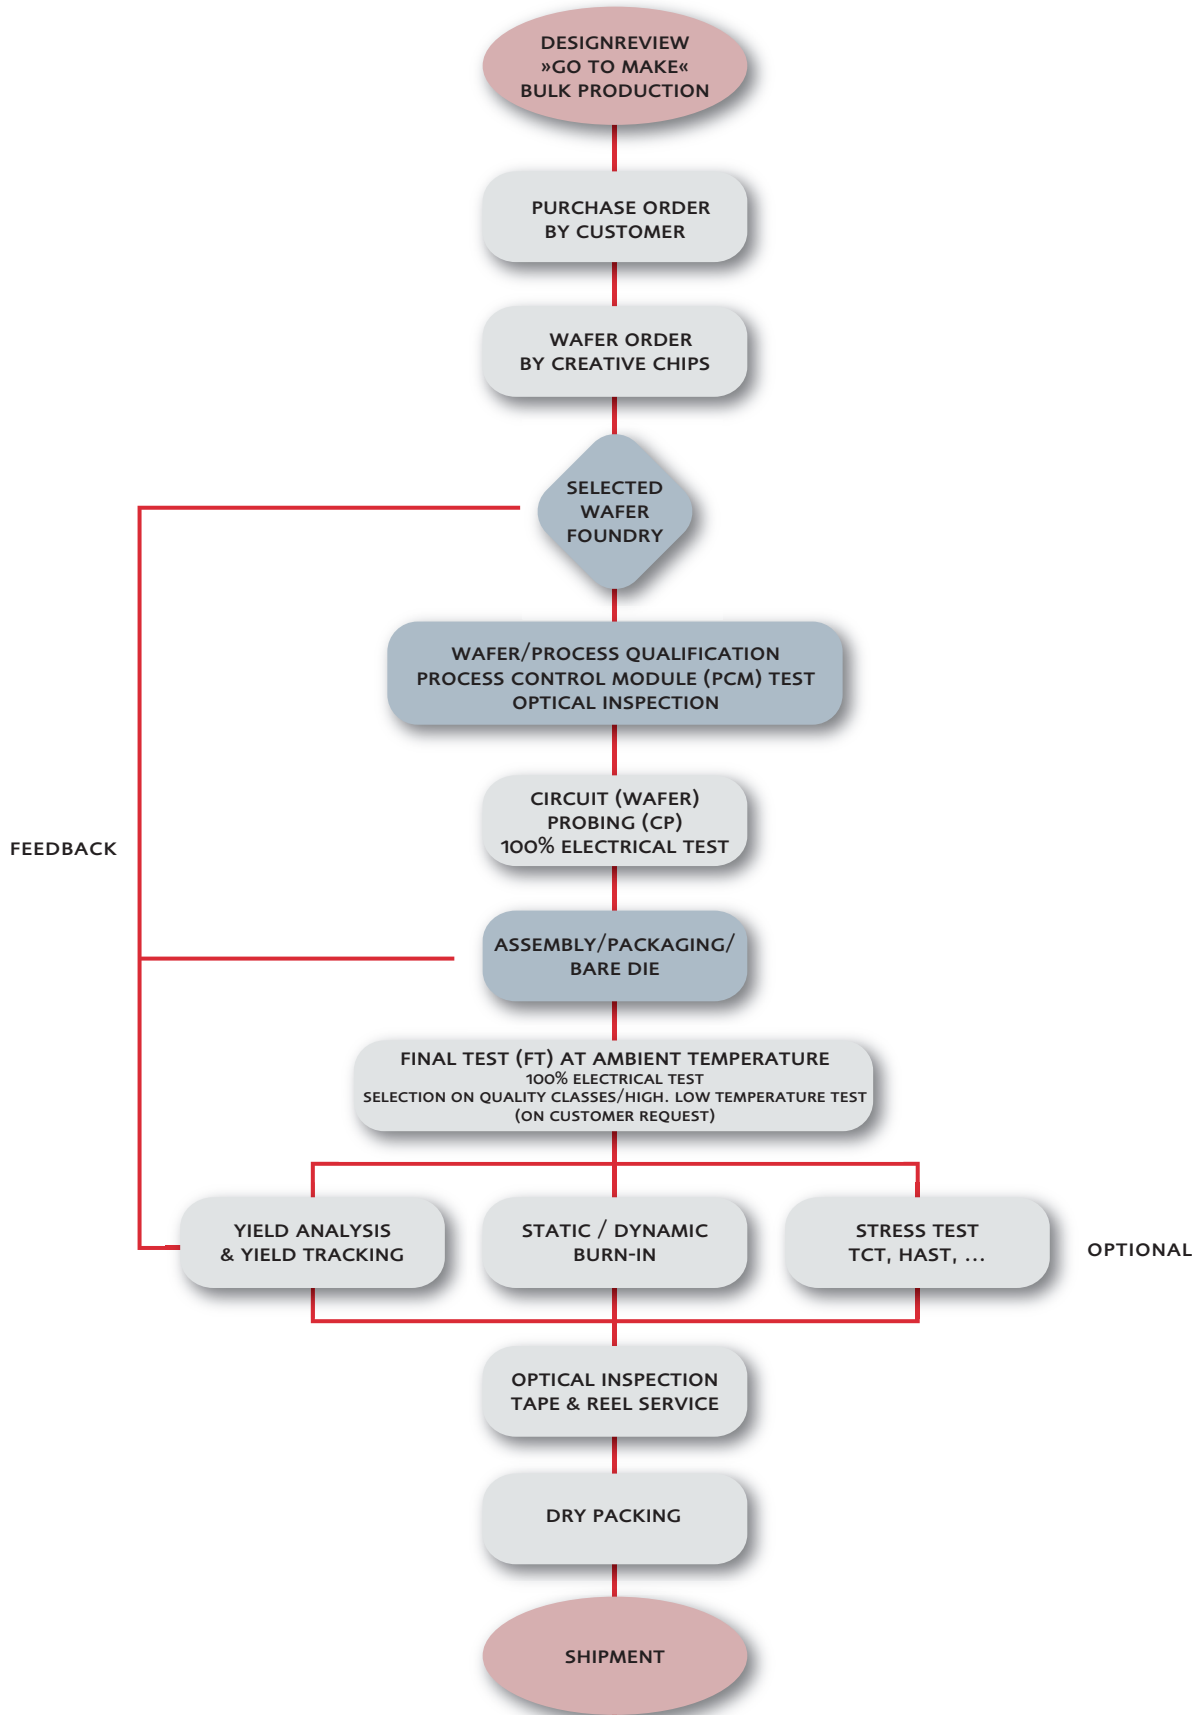 DESIGNREVIEW
»GO TO MAKE«
BULK PRODUCTION
PURCHASE ORDER
BY CUSTOMER
WAFER ORDER
BY CREATIVE CHIPS
SELECTED
WAFER
FOUNDRY
WAFER/PROCESS QUALIFICATION
PROCESS CONTROL MODULE (PCM) TEST
OPTICAL INSPECTION
CIRCUIT (WAFER)
PROBING (CP)
100% ELECTRICAL TEST
FEEDBACK
ASSEMBLY/PACKAGING/
BARE DIE
FINAL TEST (FT) AT AMBIENT TEMPERATURE
100% ELECTRICAL TEST
SELECTION ON QUALITY CLASSES/HIGH. LOW TEMPERATURE TEST
(ON CUSTOMER REQUEST)
YIELD ANALYSIS
& YIELD TRACKING
STATIC / DYNAMIC
BURN-IN
STRESS TEST
TCT, HAST, ...
OPTIONAL
OPTICAL INSPECTION
TAPE & REEL SERVICE
DRY PACKING
SHIPMENT